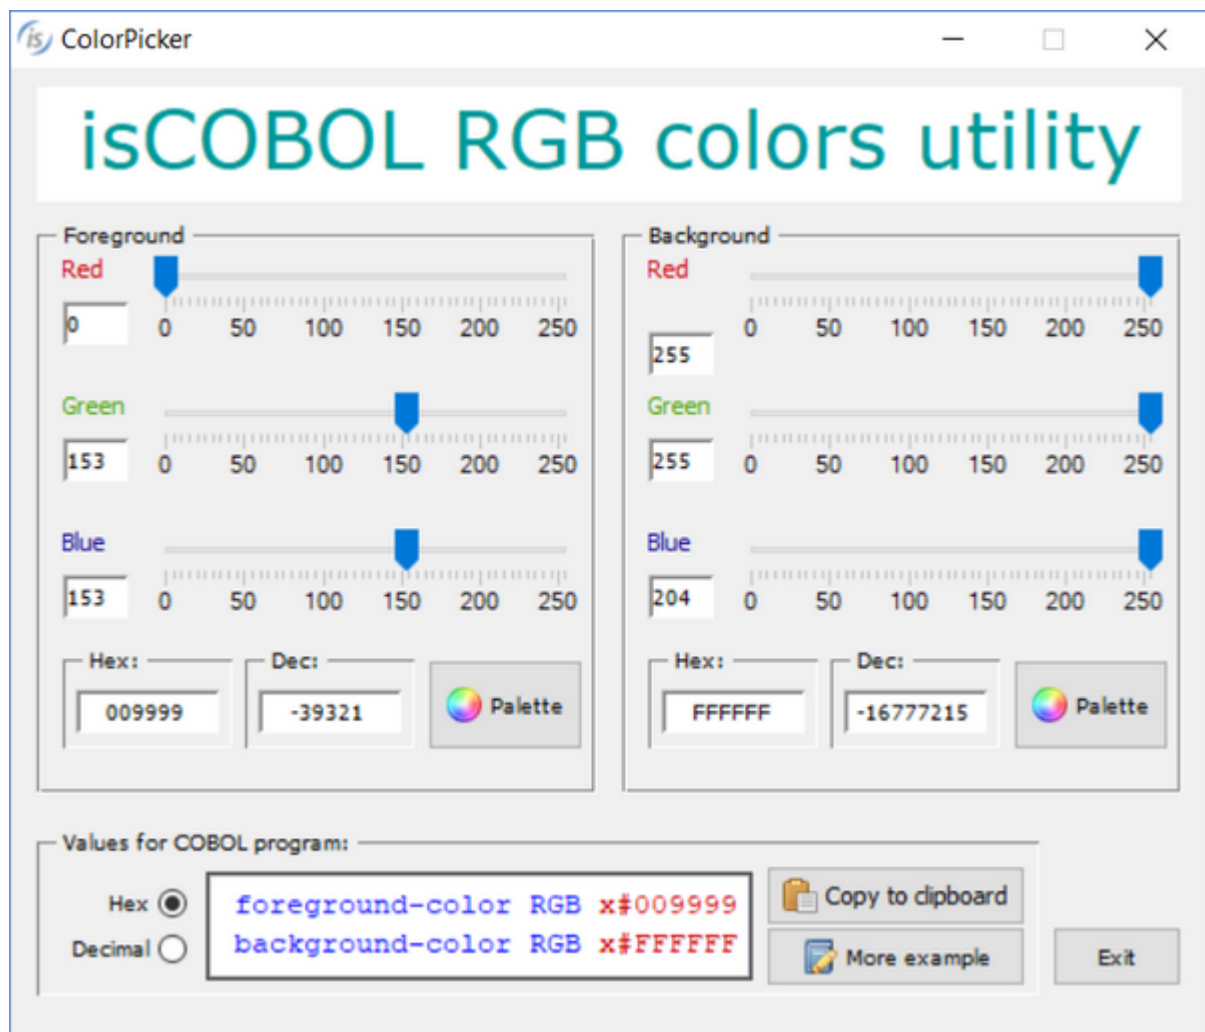 is ColorPicker
isCOBOL RGB colors utility
Foreground
Red
0
0 50 100 150 200 250
Green
153
0 50 100 150 200 250
Blue
153
0 50 100 150 200 250
Hex: Dec:
009999 -39321 Palette
Background
Red
0 50 100 150 200 250
255
Green
255
0 50 100 150 200 250
Blue
204
0 50 100 150 200 250
Hex: Dec:
FFFFFF -16777215 Palette
Values for COBOL program:
Hex
Decimal
foreground-color RGB x#009999
background-color RGB x#FFFFFF
Copy to clipboard
More example
Exit